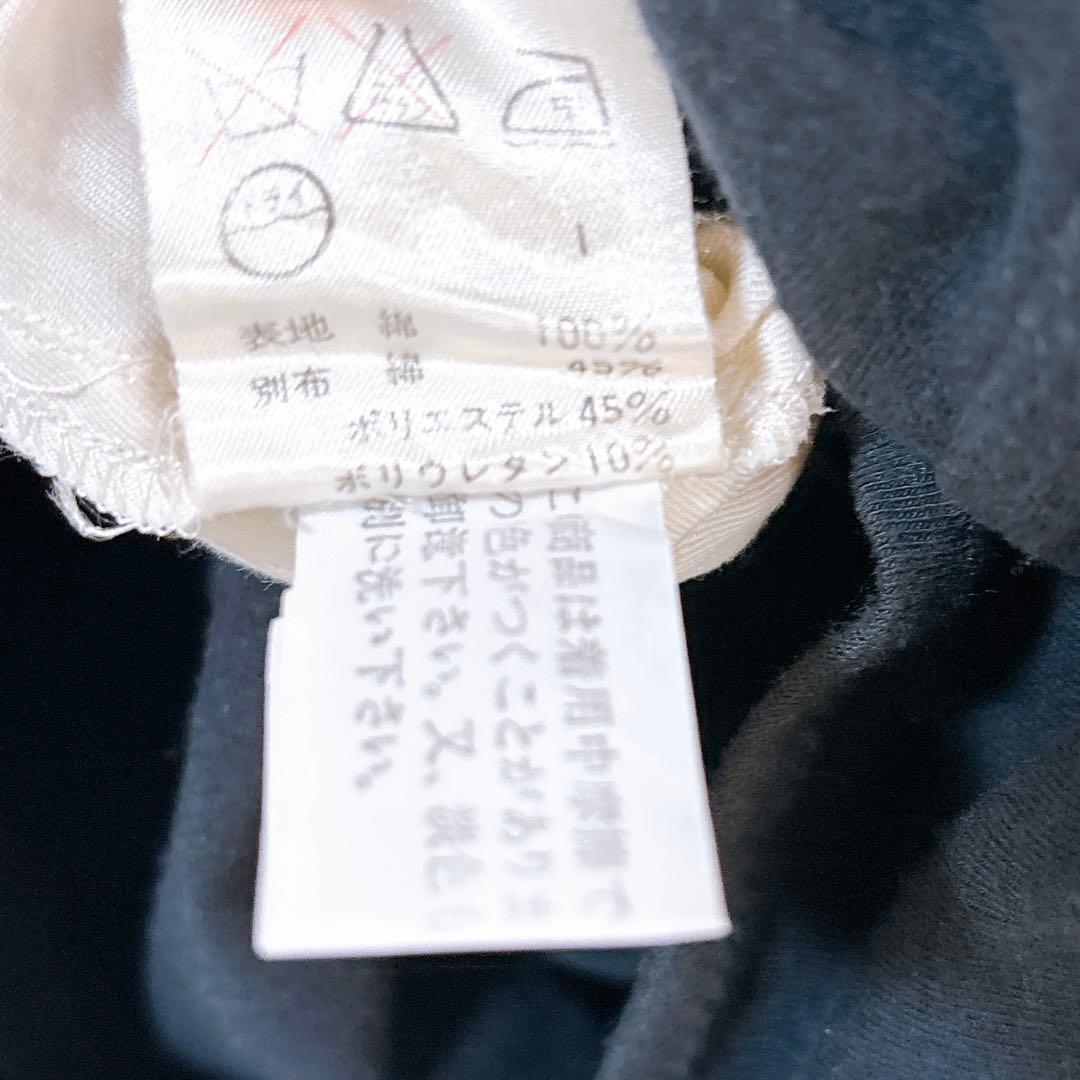 ドライ
表地 綿 100%
別布 綿 45%
ポリエステル 45%
ポリウレタン 10%
この商品は着用中摩擦で
の色がつくことがあり
御注意下さい。又、淡色
別に洗い下さい。